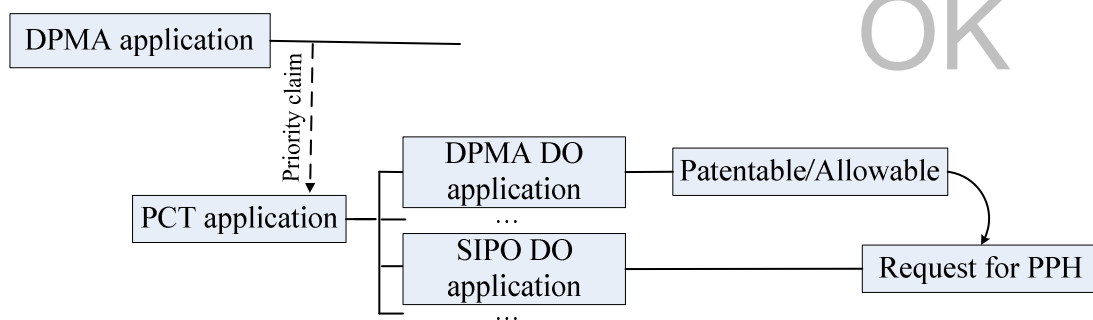 OK
DPMA application
Priority claim
DPMA DO
application
Patentable/Allowable
…
PCT application
SIPO DO
application
Request for PPH
…